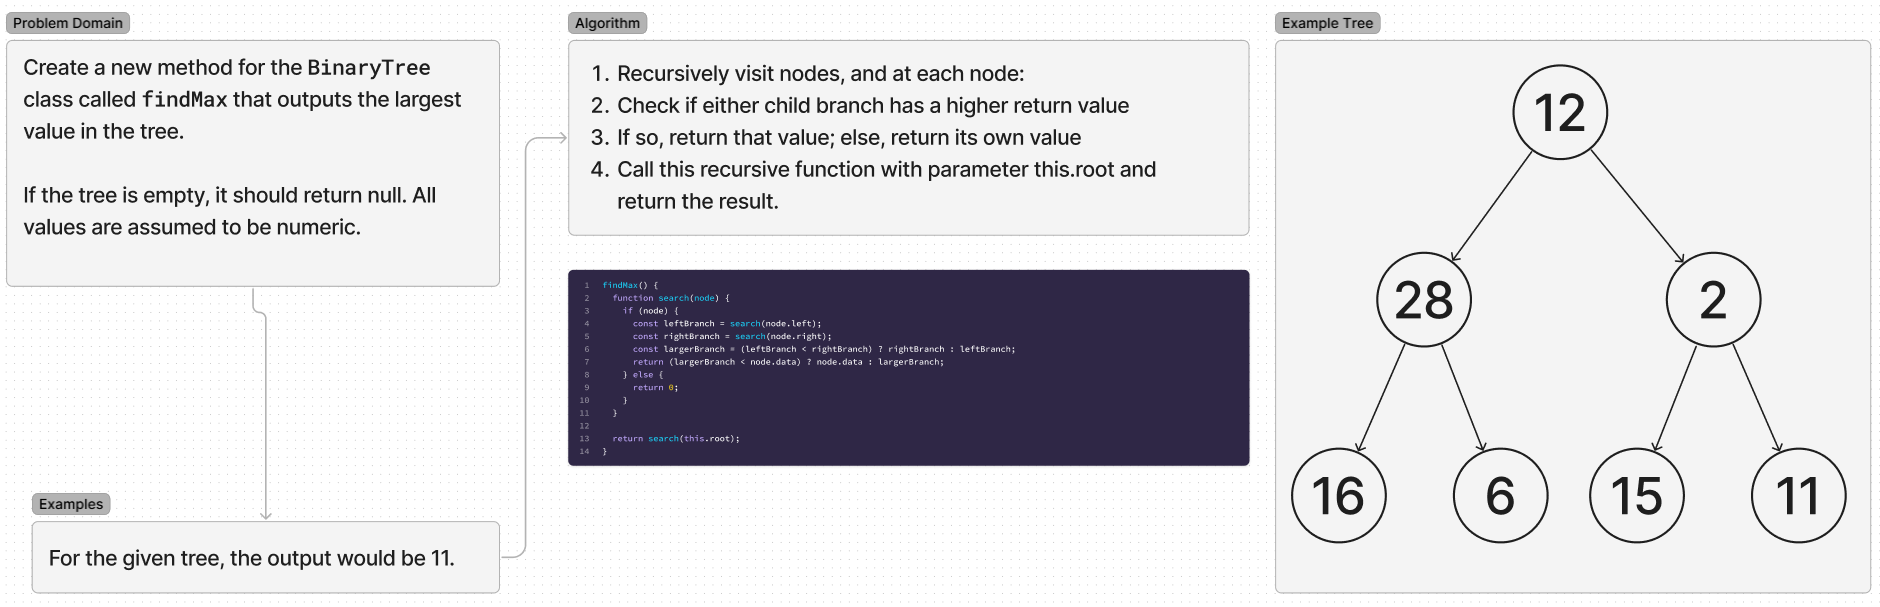 Problem Domain
Create a new method for the BinaryTree
class called findMax that outputs the largest
value in the tree.
If the tree is empty, it should return null. All
values are assumed to be numeric.
Examples
For the given tree, the output would be 11.
Algorithm
1. Recursively visit nodes, and at each node:
2. Check if either child branch has a higher return value
3. If so, return that value; else, return its own value
4. Call this recursive function with parameter this.root and
return the result.
1 findMax() {
2 function search(node) {
3 if (node) {
4 const leftBranch = search(node.left);
5 const rightBranch = search(node.right);
6 const largerBranch = (leftBranch < rightBranch) ? rightBranch : leftBranch;
7 return (largerBranch < node.data) ? node.data : largerBranch;
8 } else {
9 return 0;
10 }
11 }
12
13 return search(this.root);
14 }
Example Tree
12
28 2
16 6 15 11